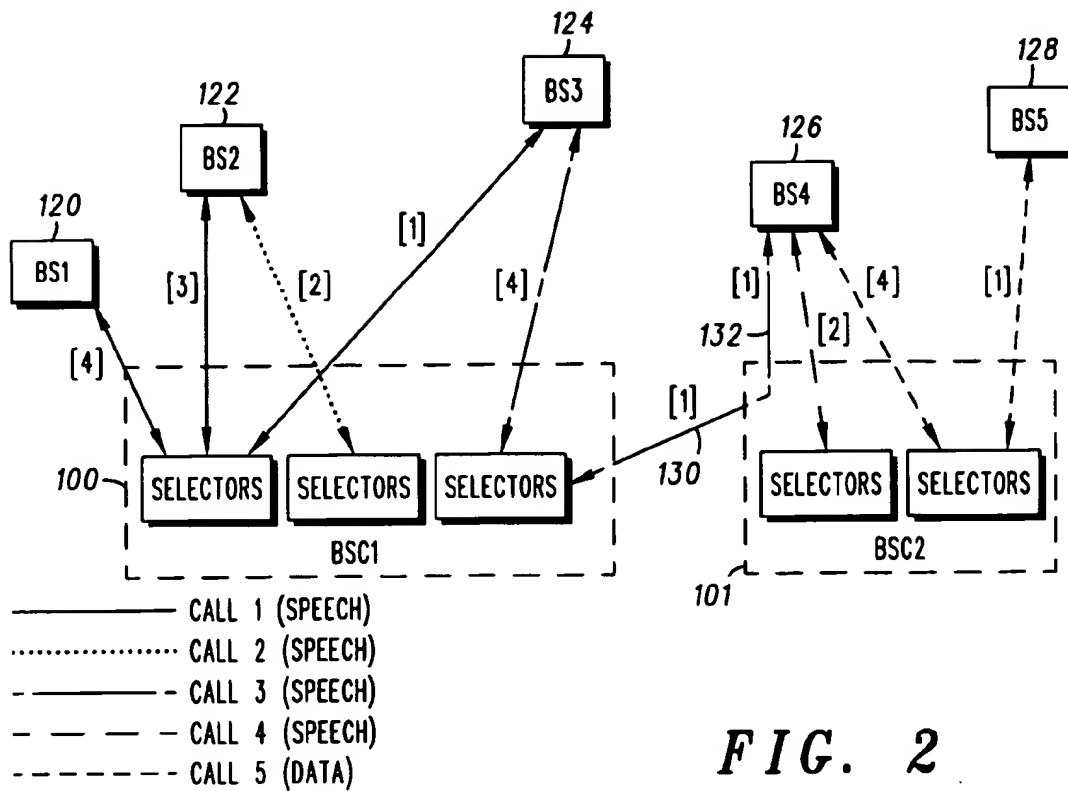 124
128
122
BS3
BS5
126
BS2
120
BS4
[1]
BS1
[3]
[2]
[4]
[1]
[4]
[1]
132
[2]
[4]
[1]
130
100
SELECTORS
SELECTORS
SELECTORS
SELECTORS
SELECTORS
BSC1
BSC2
101
CALL 1 (SPEECH)
CALL 2 (SPEECH)
CALL 3 (SPEECH)
CALL 4 (SPEECH)
CALL 5 (DATA)
FIG. 2